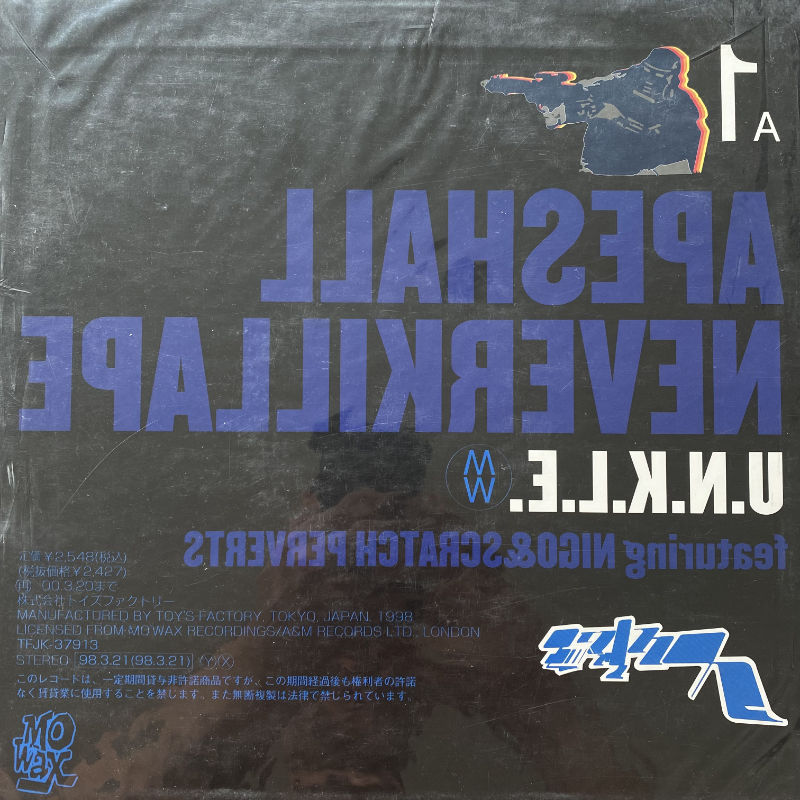 1
A
APESHALL
NEVERKILLAPE
U.N.K.L.E.
MW
featuring NIGO&SCRATCH PERVERTS
定価￥2,548(税込)
(税抜価格￥2,427)
'00.3.20まで
株式会社トイズファクトリー
MANUFACTURED BY TOY'S FACTORY, TOKYO, JAPAN. 1998
LICENSED FROM MO WAX RECORDINGS/A&M RECORDS LTD., LONDON
TFJK-37913
STEREO 98.3.21(98.3.21) (Y)(X)
このレコードは、一定期間貸与非許諾商品ですが、この期間経過後も権利者の許諾
なく賃貸業に使用することを禁じます。また無断複製は法律で禁じられています。
MO
WaX